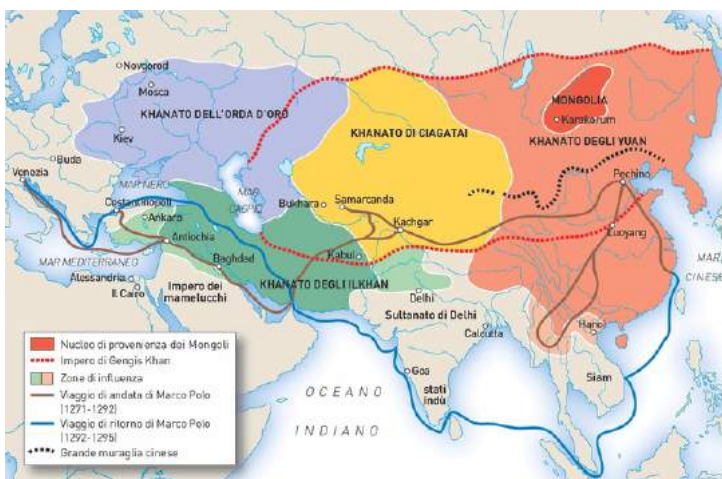 Novgorod
Mosca
KHANATO DELL'ORDA D'ORO
Kiev
Buda
Venezia
MAR NERO
Costantinopoli
Ankara
Antiochia
MAR MEDITERRANEO
Alessandria
Il Cairo
Impero dei
mamelucchi
Baghdad
MAR
CASPIO
Bukhara
Samarcanda
KHANATO DI CIAGATAI
Kachgar
Kabul
KHANATO DEGLI ILKHAN
MONGOLIA
Karakorum
KHANATO DEGLI YUAN
Pechino
Luoyang
MAR
CINESE
Delhi
Sultanato di Delhi
Calcutta
Hanoi
Siam
Goa
stati
indù
OCEANO
INDIANO
Nucleo di provenienza dei Mongoli
Impero di Gengis Khan
Zone di influenza
Viaggio di andata di Marco Polo
(1271-1292)
Viaggio di ritorno di Marco Polo
(1292-1295)
Grande muraglia cinese